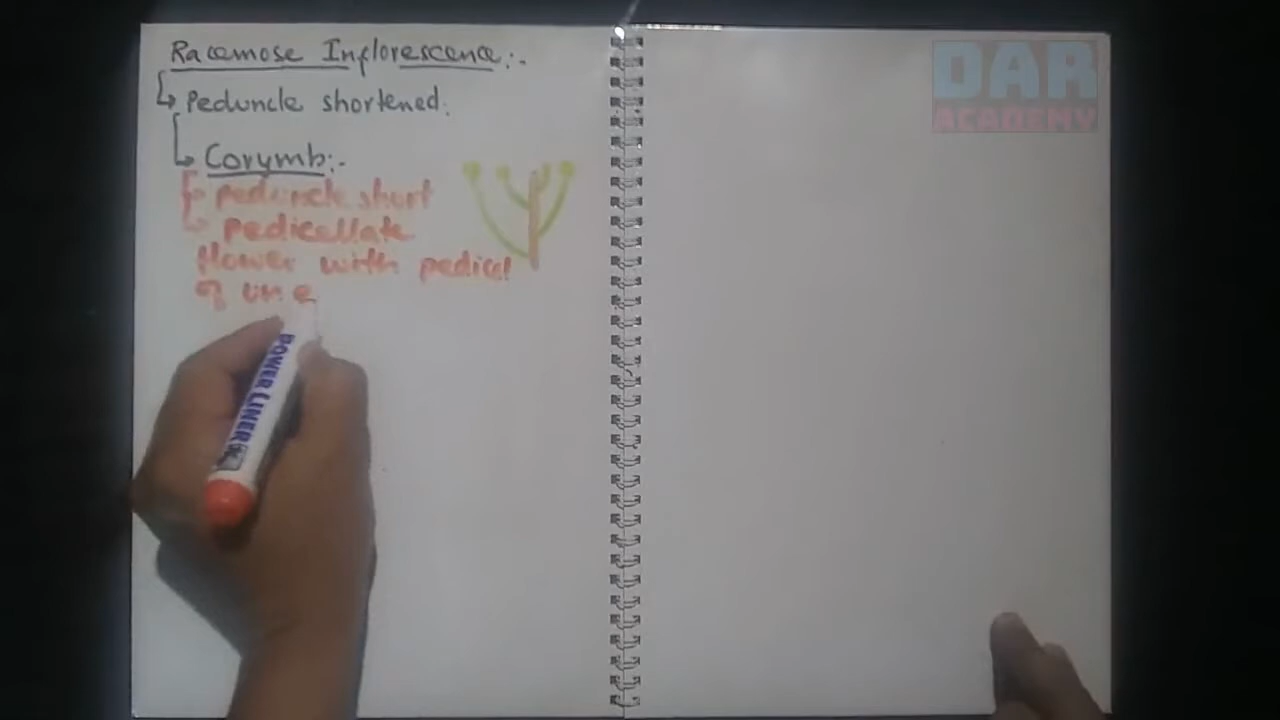 Racemose Inflorescence:-
Peduncle shortened.
Corymb:-
peduncle short
pedicellate
flower with pedicel
of une
POWER LINER
DAR
ACADEMY